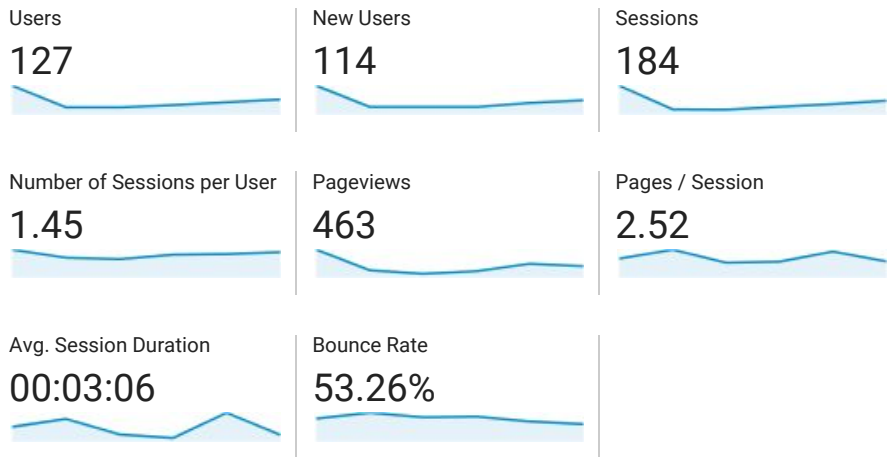 Users
127
New Users
114
Sessions
184
Number of Sessions per User
1.45
Pageviews
463
Pages / Session
2.52
Avg. Session Duration
00:03:06
Bounce Rate
53.26%